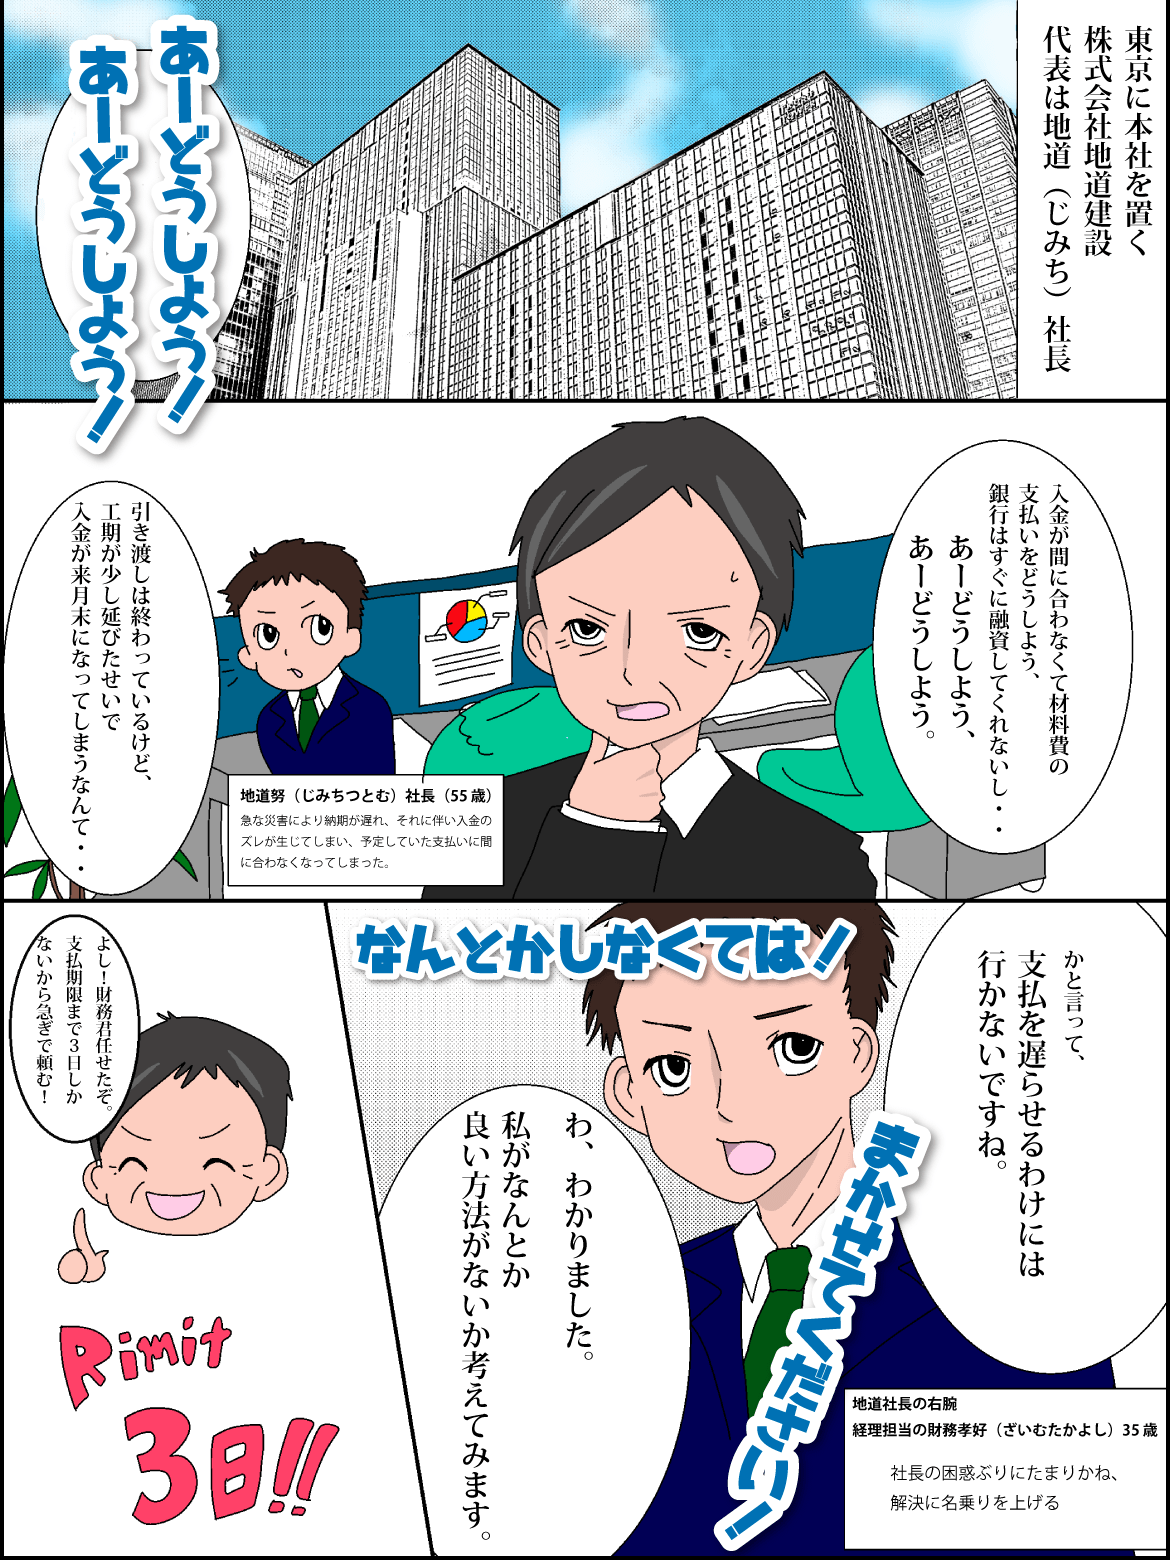 東京に本社を置く
株式会社地道建設
代表は地道（じみち）社長
あーどうしよう！
あーどうしよう！
入金が間に合わなくて材料費の
支払いをどうしよう、
銀行はすぐに融資してくれないし・・
あーどうしよう、
あーどうしよう。
引き渡しは終わっているけど、
工期が少し延びたせいで
入金が来月末になってしまうなんて・・
地道努（じみちつとむ）社長（55歳）
急な災害により納期が遅れ、それに伴い入金の
ズレが生じてしまい、予定していた支払いに間
に合わなくなってしまった。
かと言って、
支払を遅らせるわけには
行かないですね。
なんとかしなくては！
わ、わかりました。
私がなんとか
良い方法がないか考えてみます。
まかせてください！
地道社長の右腕
経理担当の財務孝好（ざいむたかよし）35歳
社長の困惑ぶりにたまりかね、
解決に名乗りを上げる
よし！財務君任せたぞ。
支払期限まで３日しか
ないから急ぎで頼む！
Rimit
3日!!